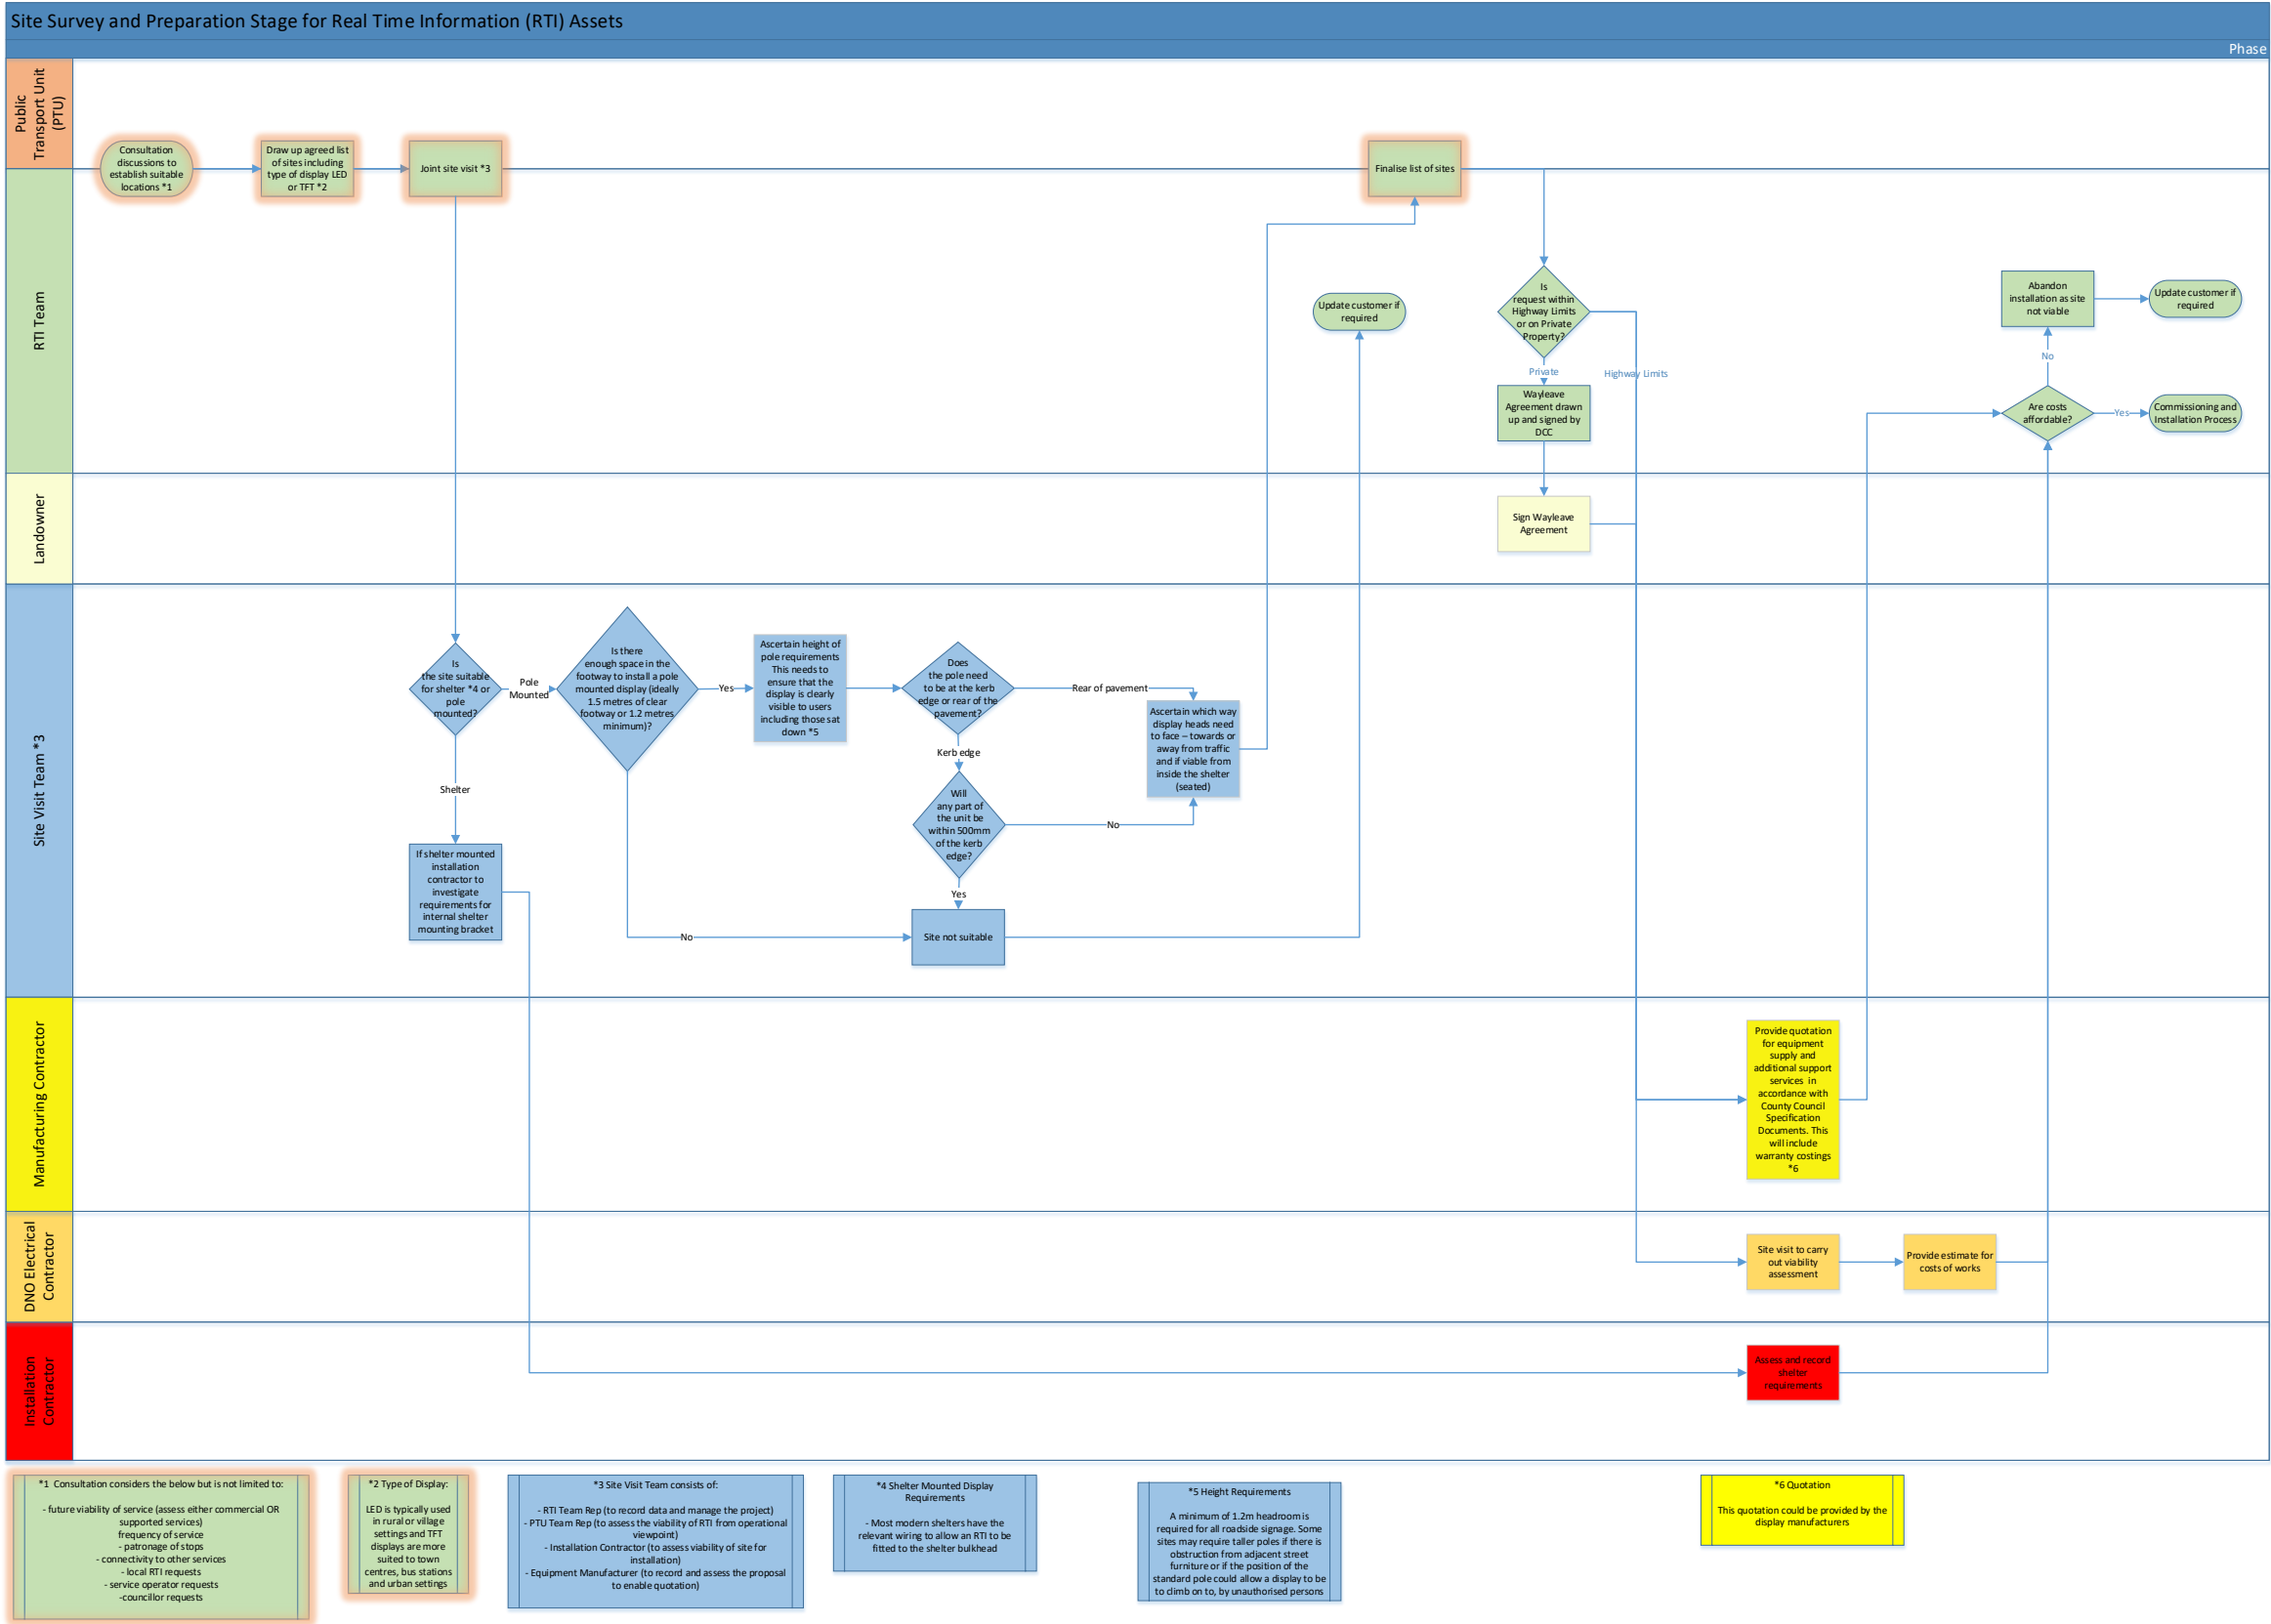 Site Survey and Preparation Stage for Real Time Information (RTI) Assets
Phase
Public
Transport Unit
(PTU)
Consultation
discussions to
establish suitable
locations *1
Draw up agreed list
of sites including
type of display LED
or TFT *2
Joint site visit *3
Finalise list of sites
RTI Team
Update customer if
required
Is
request within
Highway Limits
or on Private
Property?
Private
Highway Limits
Wayleave
Agreement drawn
up and signed by
DCC
Abandon
installation as site
not viable
Update customer if
required
No
Are costs
affordable?
Yes
Commissioning and
Installation Process
Landowner
Sign Wayleave
Agreement
Site Visit Team *3
Is
the site suitable
for shelter *4 or
pole
mounted?
Pole
Mounted
Is there
enough space in the
footway to install a pole
mounted display (ideally
1.5 metres of clear
footway or 1.2 metres
minimum)?
Yes
Ascertain height of
pole requirements
This needs to
ensure that the
display is clearly
visible to users
including those sat
down *5
Does
the pole need
to be at the kerb
edge or rear of the
pavement?
Rear of pavement
Ascertain which way
display heads need
to face – towards or
away from traffic
and if viable from
inside the shelter
(seated)
Kerb edge
Will
any part of
the unit be
within 500mm
of the kerb
edge?
No
Yes
Shelter
If shelter mounted
installation
contractor to
investigate
requirements for
internal shelter
mounting bracket
No
Site not suitable
Manufacturing Contractor
Provide quotation
for equipment
supply and
additional support
services in
accordance with
County Council
Specification
Documents. This
will include
warranty costings
*6
DNO Electrical
Contractor
Site visit to carry
out viability
assessment
Provide estimate for
costs of works
Installation
Contractor
Assess and record
shelter
requirements
*1 Consultation considers the below but is not limited to:
- future viability of service (assess either commercial OR
supported services)
frequency of service
- patronage of stops
- connectivity to other services
- local RTI requests
- service operator requests
-councillor requests
*2 Type of Display:
LED is typically used
in rural or village
settings and TFT
displays are more
suited to town
centres, bus stations
and urban settings
*3 Site Visit Team consists of:
- RTI Team Rep (to record data and manage the project)
- PTU Team Rep (to assess the viability of RTI from operational
viewpoint)
- Installation Contractor (to assess viability of site for
installation)
- Equipment Manufacturer (to record and assess the proposal
to enable quotation)
*4 Shelter Mounted Display
Requirements
- Most modern shelters have the
relevant wiring to allow an RTI to be
fitted to the shelter bulkhead
*5 Height Requirements
A minimum of 1.2m headroom is
required for all roadside signage. Some
sites may require taller poles if there is
obstruction from adjacent street
furniture or if the position of the
standard pole could allow a display to be
to climb on to, by unauthorised persons
*6 Quotation
This quotation could be provided by the
display manufacturers